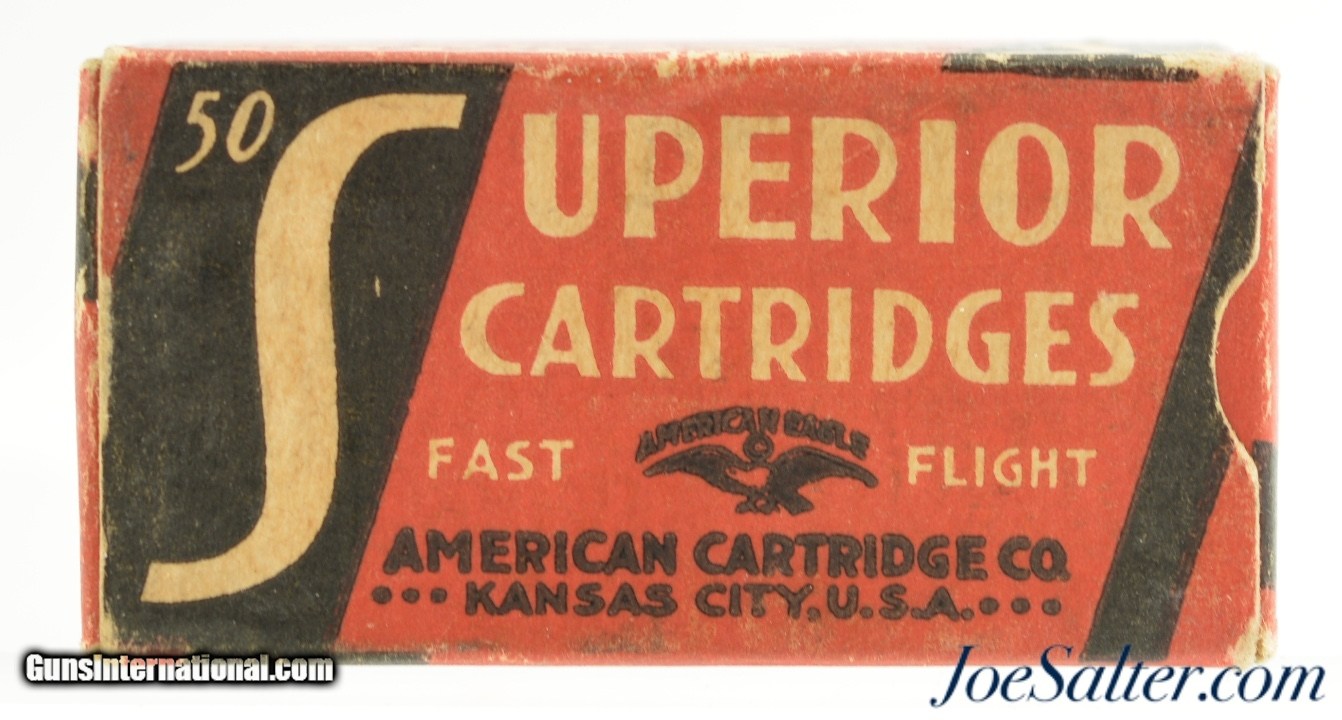 50
SUPERIOR
CARTRIDGES
AMERICAN EAGLE
FAST FLIGHT
AMERICAN CARTRIDGE CO.
•••KANSAS CITY, U.S.A.•••
GunsInternational.com
JoeSalter.com